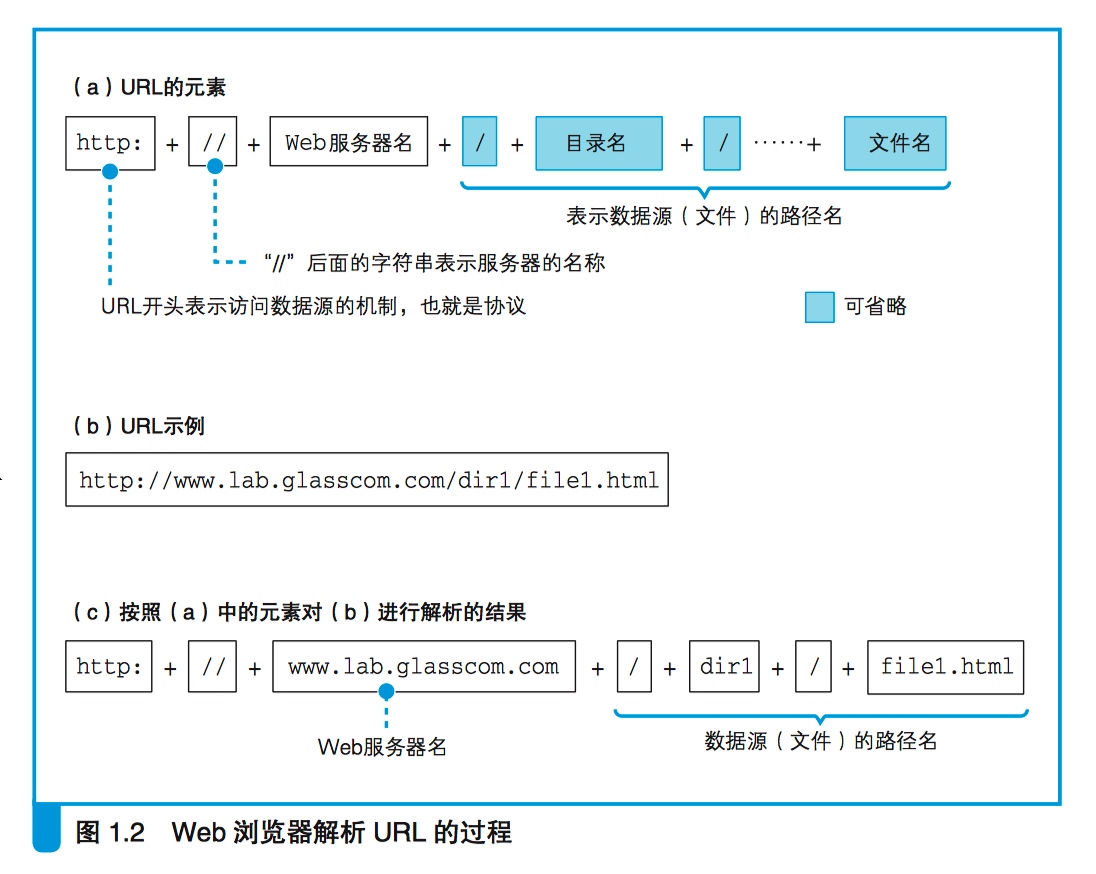 （a）URL的元素
http: + // + Web服务器名 + / + 目录名 + / ……+ 文件名
表示数据源（文件）的路径名
“//”后面的字符串表示服务器的名称
URL开头表示访问数据源的机制，也就是协议
可省略
（b）URL示例
http://www.lab.glasscom.com/dir1/file1.html
（c）按照（a）中的元素对（b）进行解析的结果
http: + // + www.lab.glasscom.com + / + dir1 + / + file1.html
Web服务器名
数据源（文件）的路径名
图 1.2 Web 浏览器解析 URL 的过程